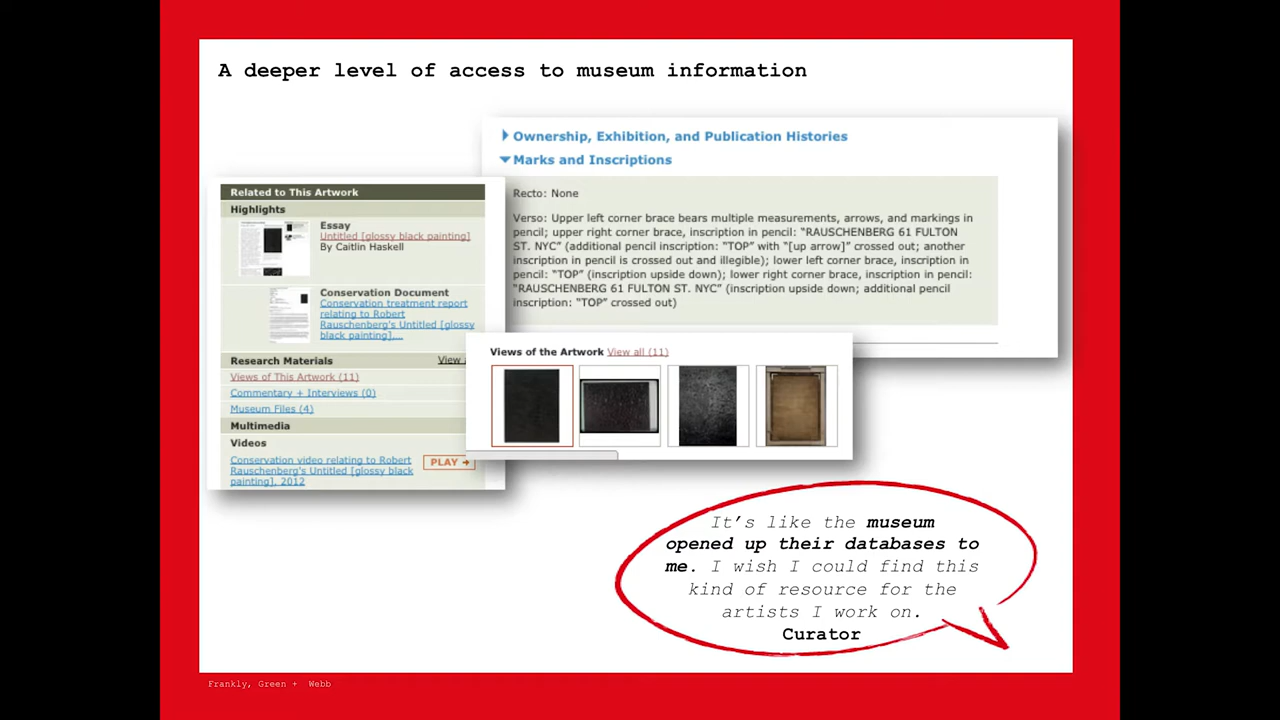 A deeper level of access to museum information
Ownership, Exhibition, and Publication Histories
Marks and Inscriptions
Recto: None
Verso: Upper left corner brace bears multiple measurements, arrows, and markings in
pencil; upper right corner brace, inscription in pencil: “RAUSCHENBERG 61 FULTON
ST. NYC” (additional pencil inscription: “TOP” with “[up arrow]” crossed out; another
inscription in pencil is crossed out and illegible); lower left corner brace, inscription in
pencil: “TOP” (inscription upside down); lower right corner brace, inscription in pencil:
“RAUSCHENBERG 61 FULTON ST. NYC” (inscription upside down; additional pencil
inscription: “TOP” crossed out)
Related to This Artwork
Highlights
Essay
Untitled [glossy black painting]
By Caitlin Haskell
Conservation Document
Conservation treatment report
relating to Robert
Rauschenberg's Untitled [glossy
black painting],...
Research Materials View
Views of This Artwork (11)
Commentary + Interviews (0)
Museum Files (4)
Multimedia
Videos
Conservation video relating to Robert
Rauschenberg's Untitled [glossy black
painting], 2012
PLAY
Views of the Artwork View all (11)
It’s like the museum
opened up their databases to
me. I wish I could find this
kind of resource for the
artists I work on.
Curator
Frankly, Green + Webb